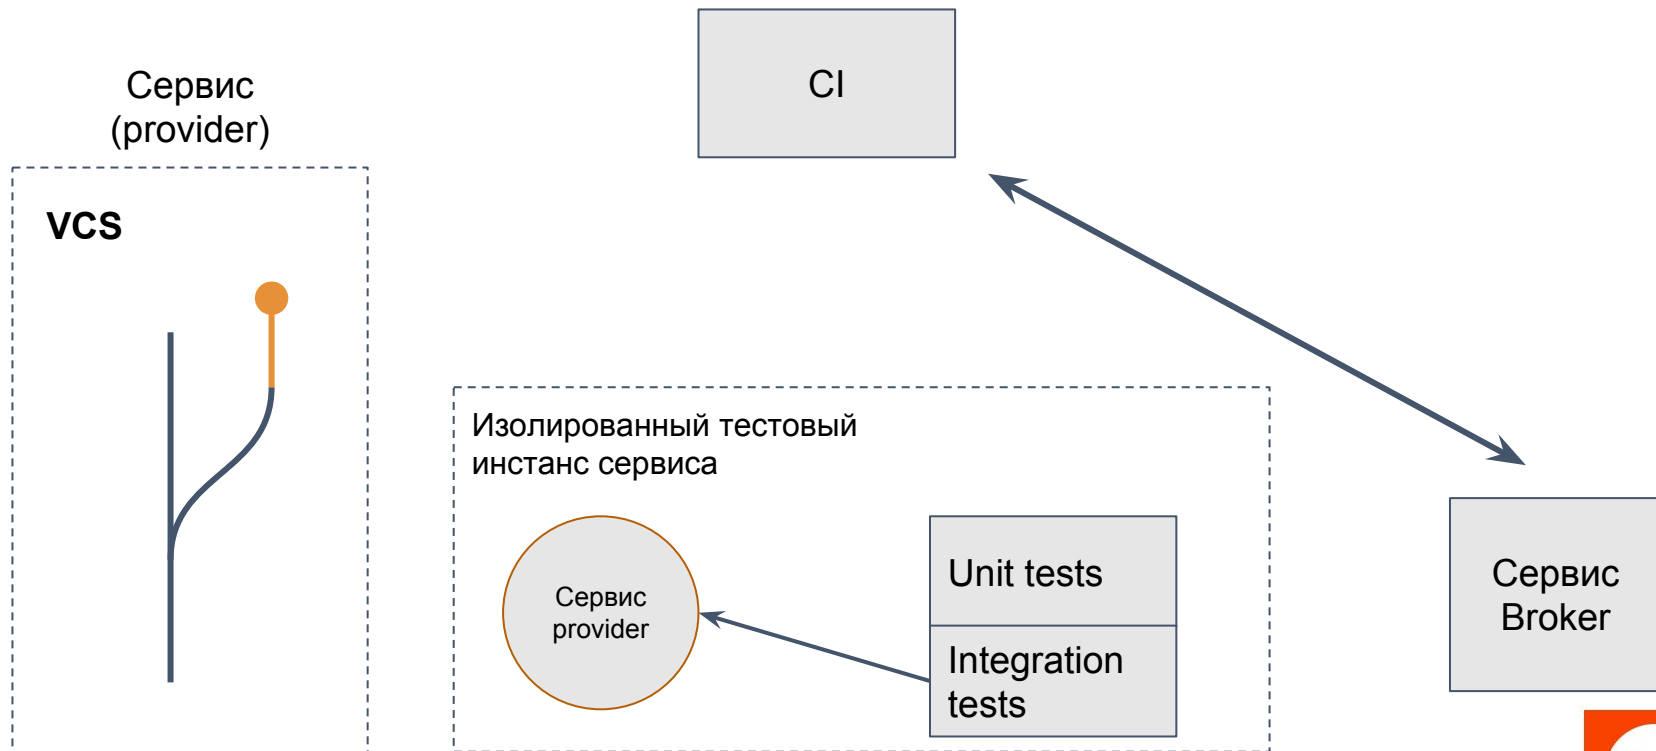 CI
Сервис
(provider)
VCS
Изолированный тестовый
инстанс сервиса
Сервис
provider
Unit tests
Integration
tests
Сервис
Broker